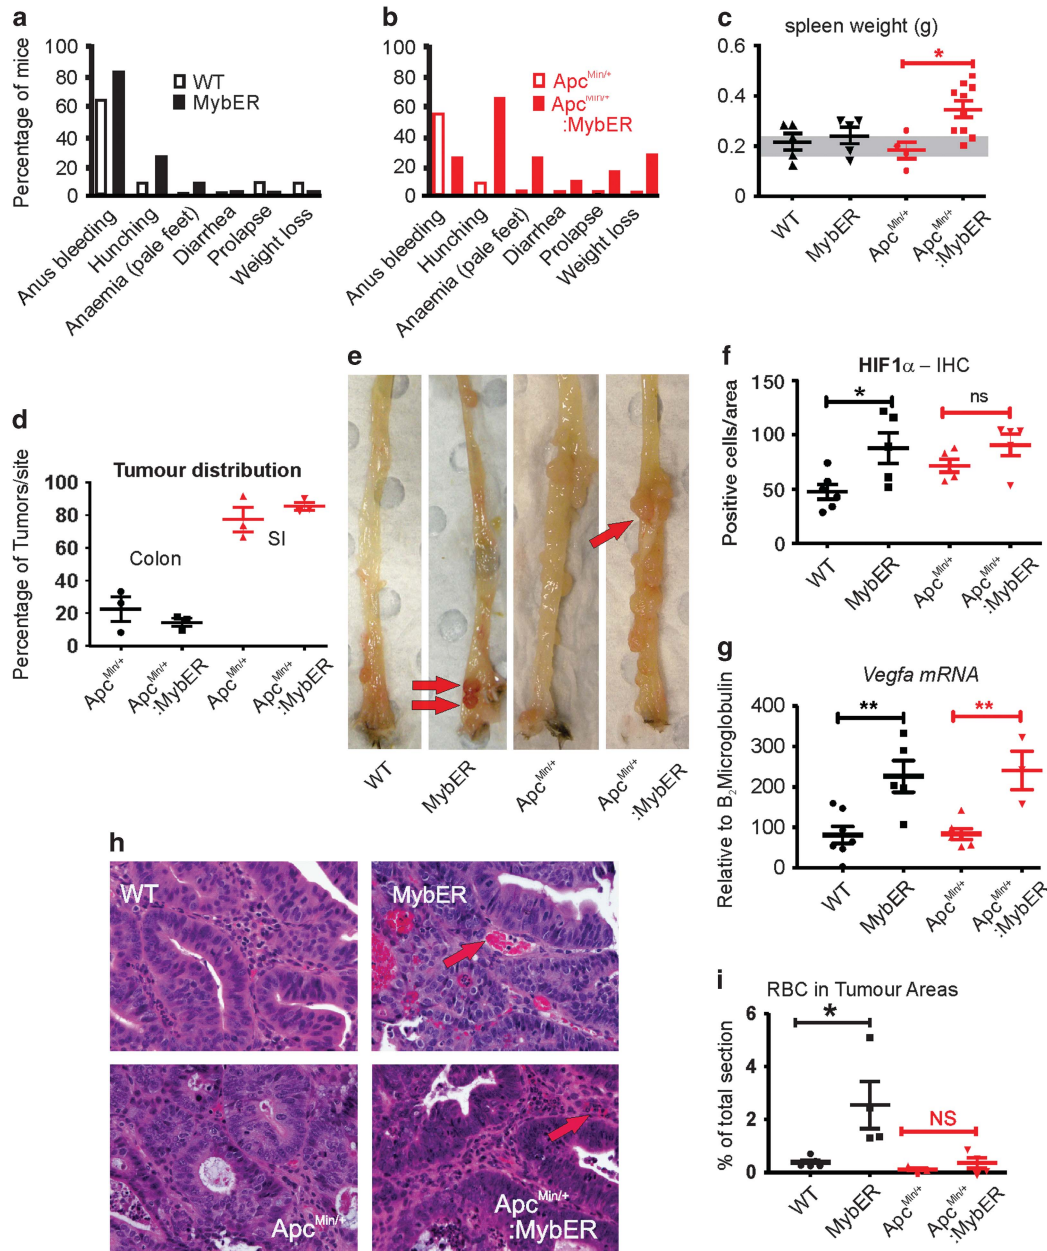 a
Percentage of mice
100
80
60
40
20
0
WT
MybER
Anus bleeding
Hunching
Anaemia (pale feet)
Diarrhea
Prolapse
Weight loss
b
100
80
60
40
20
0
Apc^Min/+
Apc^Min/+
:MybER
Anus bleeding
Hunching
Anaemia (pale feet)
Diarrhea
Prolapse
Weight loss
c
spleen weight (g)
0.6
0.4
0.2
0
*
WT
MybER
Apc^Min/+
Apc^Min/+
:MybER
d
Tumour distribution
Percentage of Tumors/site
100
80
60
40
20
0
Colon
SI
Apc^Min/+
Apc^Min/+
:MybER
Apc^Min/+
Apc^Min/+
:MybER
e
WT
MybER
Apc^Min/+
Apc^Min/+
:MybER
f
HIF1α – IHC
Positive cells/area
150
100
50
0
*
ns
WT
MybER
Apc^Min/+
Apc^Min/+
:MybER
g
Vegfa mRNA
Relative to B₂Microglobulin
400
300
200
100
0
**
**
WT
MybER
Apc^Min/+
Apc^Min/+
:MybER
h
WT
MybER
Apc^Min/+
Apc^Min/+
:MybER
i
RBC in Tumour Areas
% of total section
6
4
2
0
*
NS
WT
MybER
Apc^Min/+
Apc^Min/+
:MybER